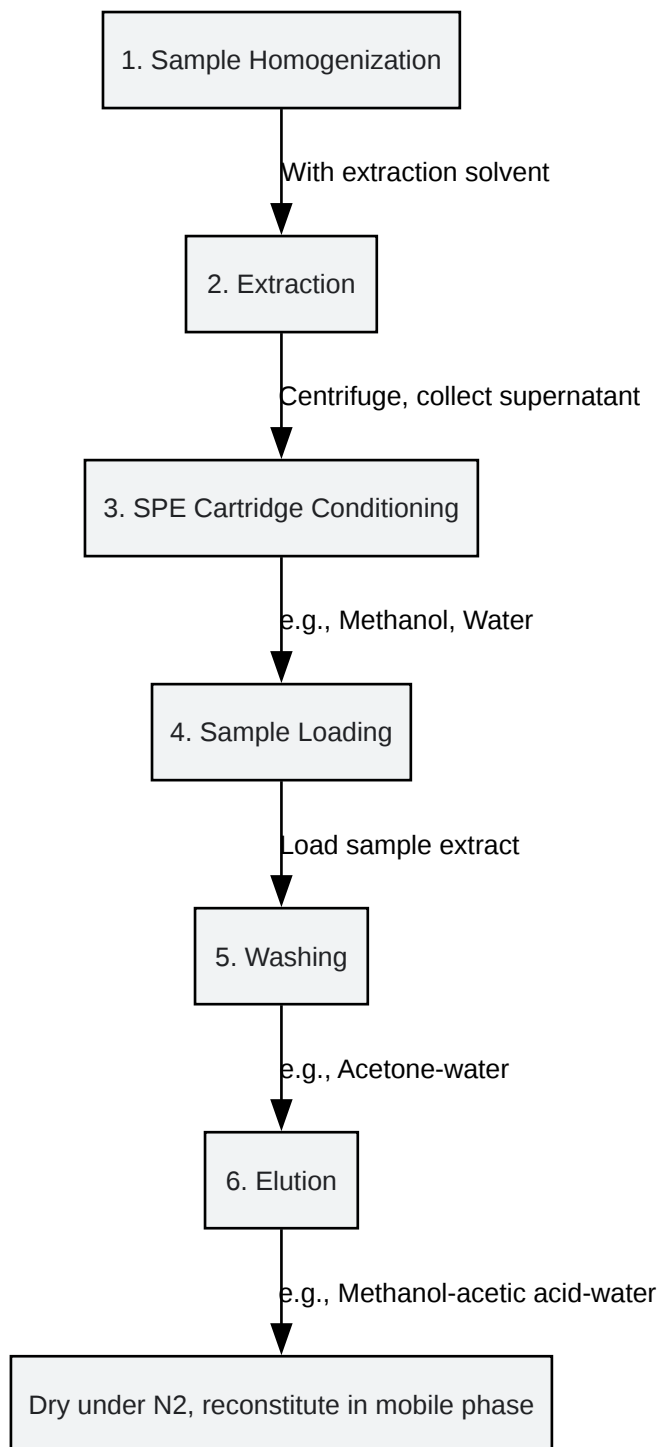 1. Sample Homogenization
With extraction solvent
2. Extraction
Centrifuge, collect supernatant
3. SPE Cartridge Conditioning
e.g., Methanol, Water
4. Sample Loading
Load sample extract
5. Washing
e.g., Acetone-water
6. Elution
e.g., Methanol-acetic acid-water
Dry under N2, reconstitute in mobile phase